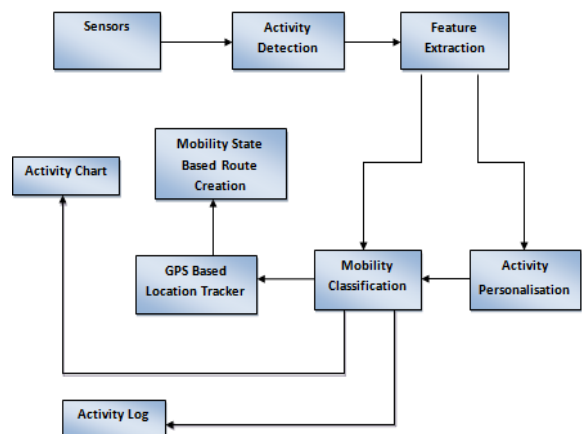 Sensors
Activity
Detection
Feature
Extraction
Mobility State
Based Route
Creation
Activity Chart
GPS Based
Location Tracker
Mobility
Classification
Activity
Personalisation
Activity Log